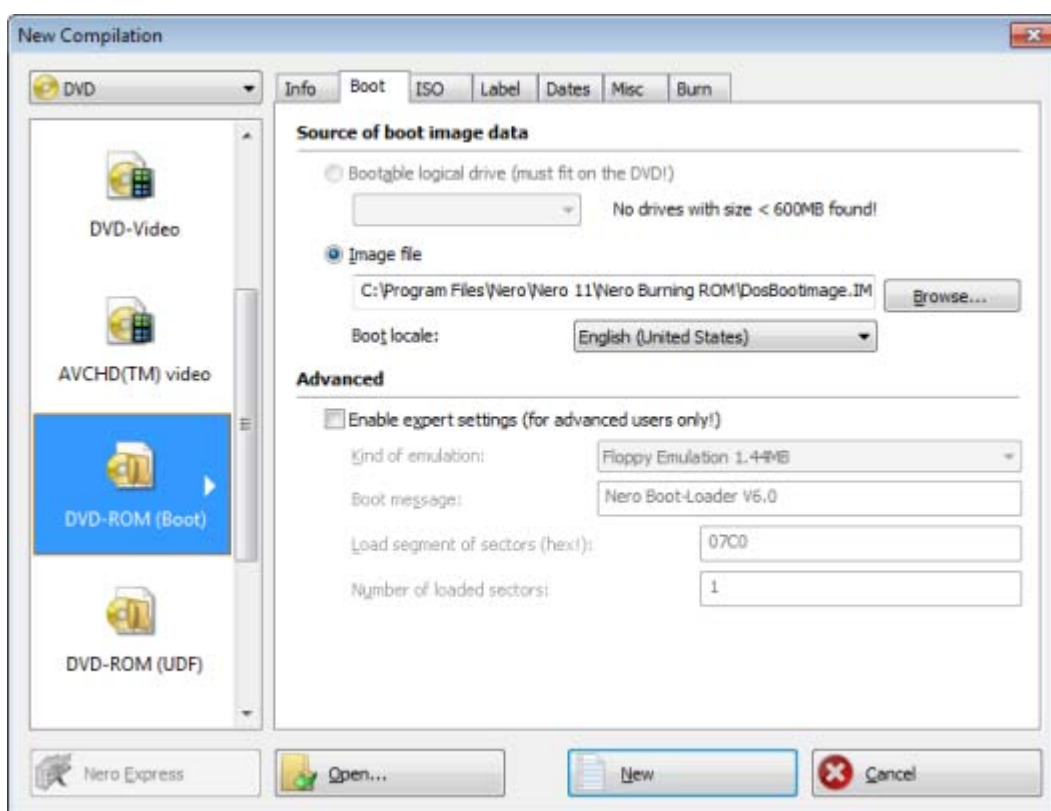 New Compilation
DVD
DVD-Video
AVCHD(TM) video
DVD-ROM (Boot)
DVD-ROM (UDF)
Info Boot ISO Label Dates Misc Burn
Source of boot image data
Bootable logical drive (must fit on the DVD!)
No drives with size < 600MB found!
Image file
C:\Program Files\Nero\Nero 11\Nero Burning ROM\DosBootimage.IM Browse...
Boot locale: English (United States)
Advanced
Enable expert settings (for advanced users only!)
Kind of emulation: Floppy Emulation 1.44MB
Boot message: Nero Boot-Loader V6.0
Load segment of sectors (hex!): 07C0
Number of loaded sectors: 1
Nero Express Open... New Cancel